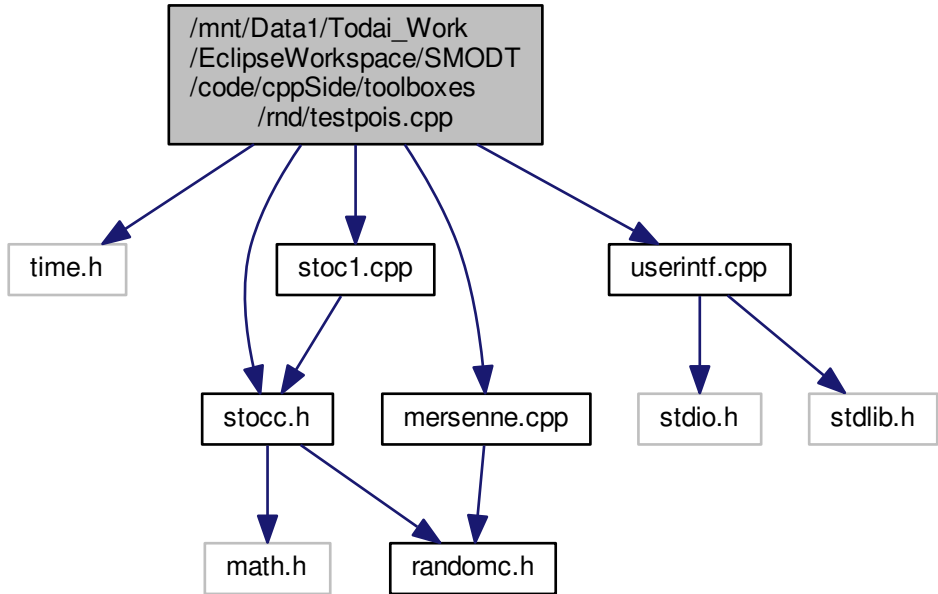 /mnt/Data1/Todai_Work
/EclipseWorkspace/SMODT
/code/cppSide/toolboxes
/rnd/testpois.cpp
time.h
stoc1.cpp
userintf.cpp
stocc.h
mersenne.cpp
stdio.h
stdlib.h
math.h
randomc.h